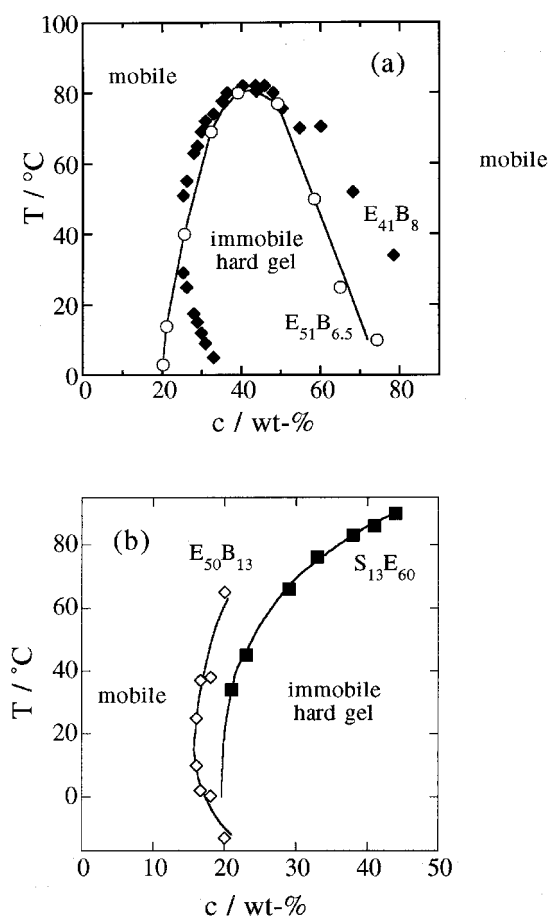 100
(a)
mobile
80
mobile
60
T / °C
E41B8
40
immobile
hard gel
20
E51B6.5
0
0 20 40 60 80
c / wt-%
(b)
E50B13
S13E60
80
60
T / °C
40
mobile
immobile
hard gel
20
0
0 10 20 30 40 50
c / wt-%